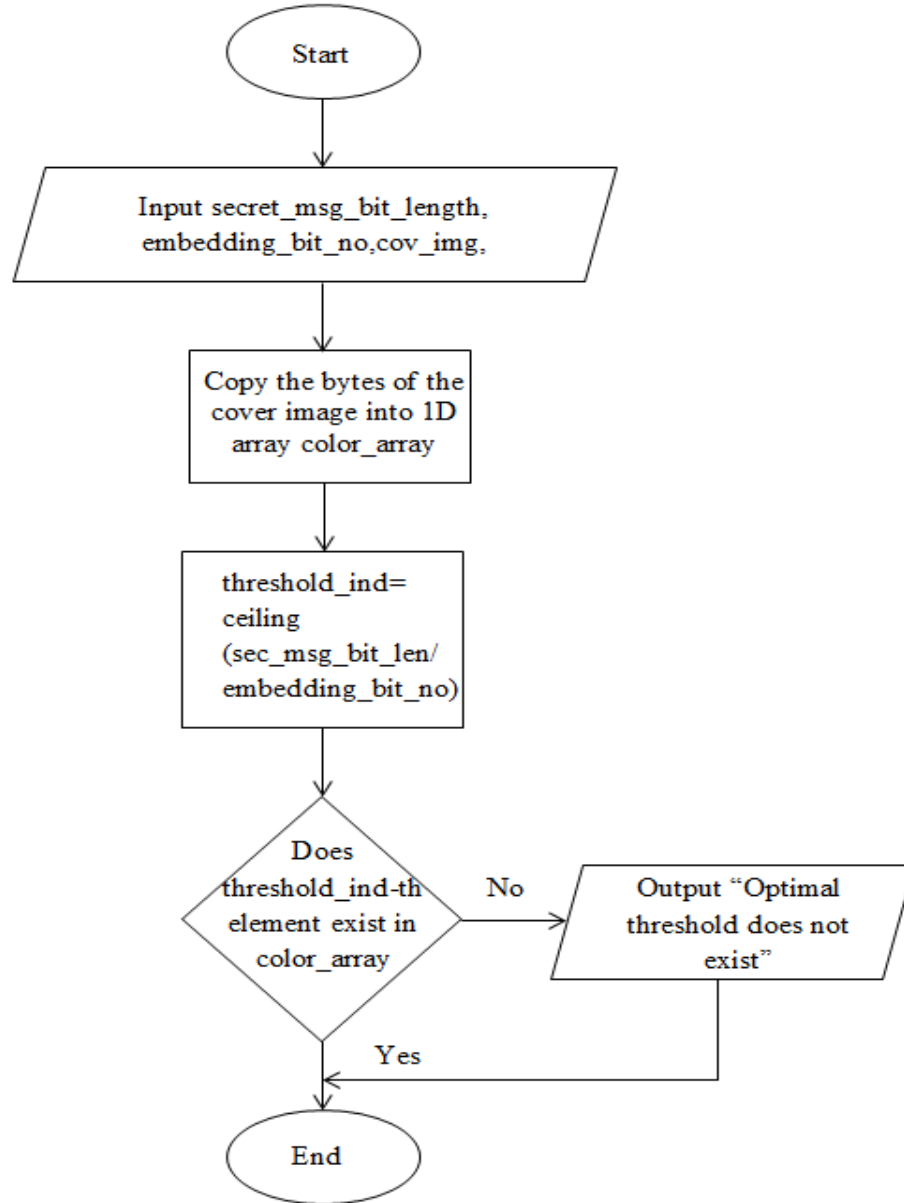 Start
Input secret_msg_bit_length,
embedding_bit_no,cov_img,
Copy the bytes of the
cover image into 1D
array color_array
threshold_ind=
ceiling
(sec_msg_bit_len/
embedding_bit_no)
Does
threshold_ind-th
element exist in
color_array
No
Output “Optimal
threshold does not
exist”
Yes
End